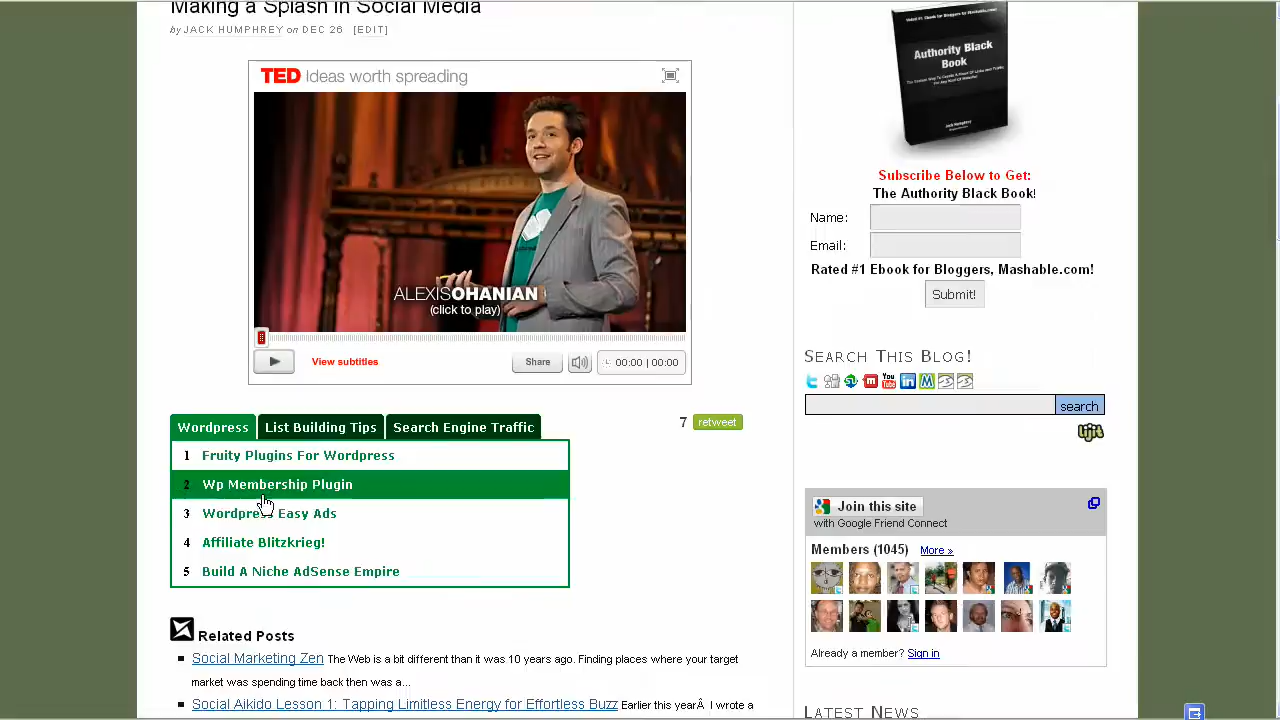 Making a Splash in Social Media
by JACK HUMPHREY on DEC 26 [EDIT]
TED Ideas worth spreading
ALEXISOHANIAN
(click to play)
View subtitles
Share
00:00 | 00:00
Wordpress
List Building Tips
Search Engine Traffic
7 retweet
1 Fruity Plugins For Wordpress
2 Wp Membership Plugin
3 Wordpress Easy Ads
4 Affiliate Blitzkrieg!
5 Build A Niche AdSense Empire
Related Posts
Social Marketing Zen The Web is a bit different than it was 10 years ago. Finding places where your target
market was spending time back then was a...
Social Aikido Lesson 1: Tapping Limitless Energy for Effortless Buzz Earlier this yearÂ I wrote a
Authority Black
Book
Subscribe Below to Get:
The Authority Black Book!
Name:
Email:
Rated #1 Ebook for Bloggers, Mashable.com!
Submit!
SEARCH THIS BLOG!
search
lijit
Join this site
with Google Friend Connect
Members (1045) More »
Already a member? Sign in
LATEST NEWS